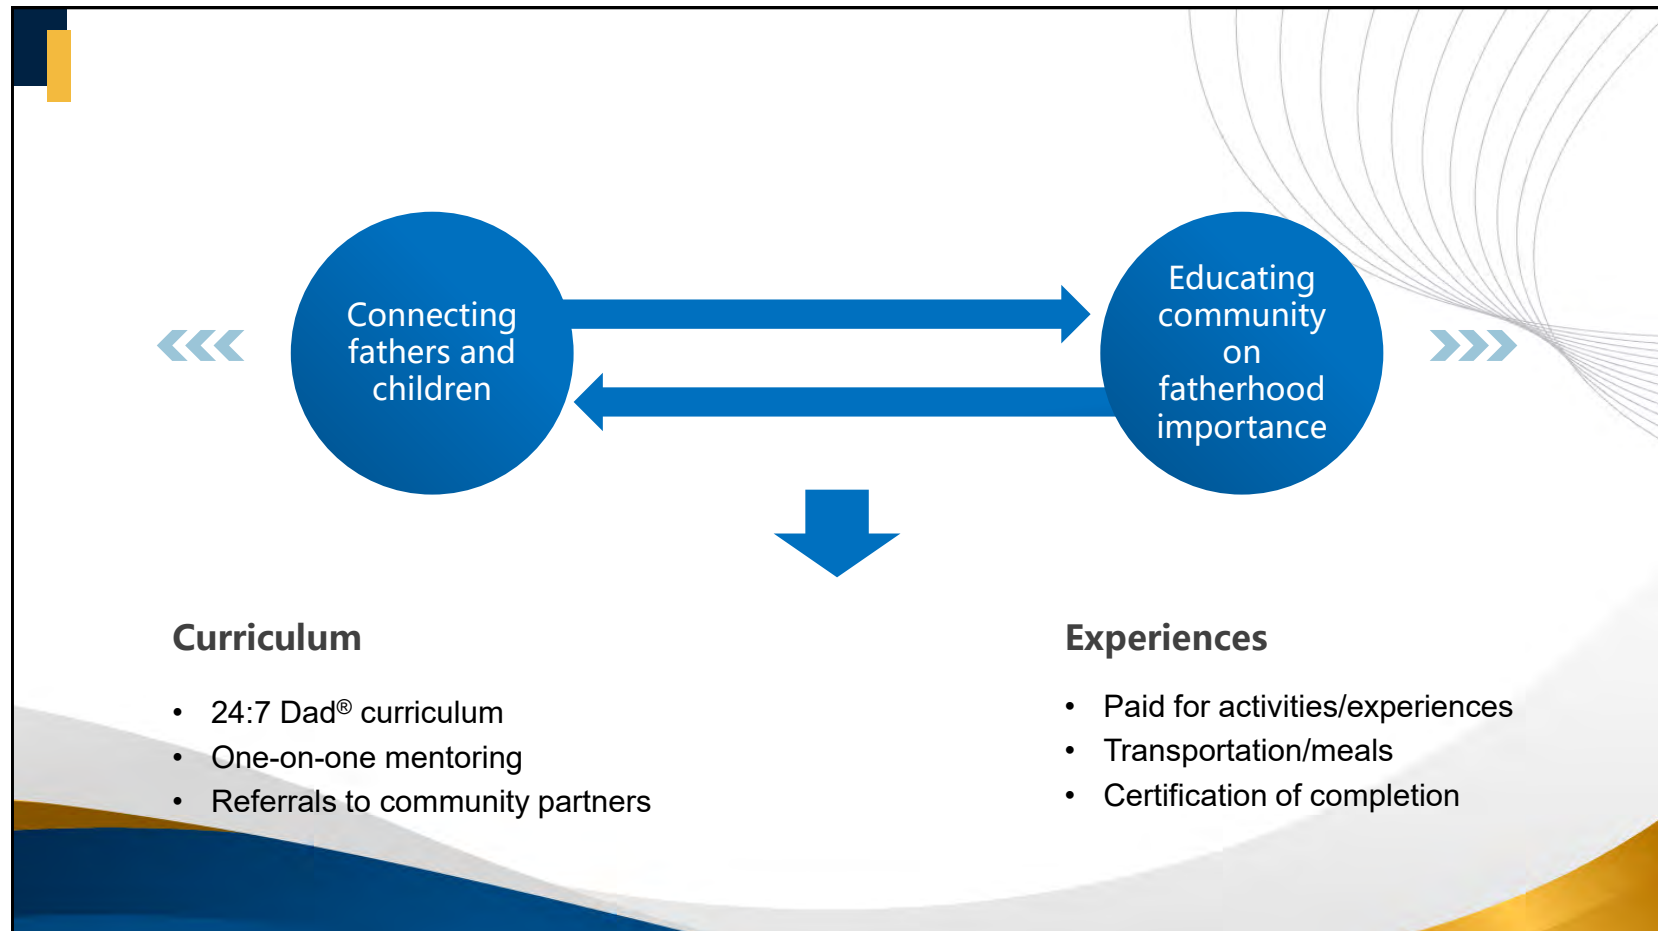 Connecting
fathers and
children
Educating
community
on
fatherhood
importance
Curriculum
• 24:7 Dad® curriculum
• One-on-one mentoring
• Referrals to community partners
Experiences
• Paid for activities/experiences
• Transportation/meals
• Certification of completion